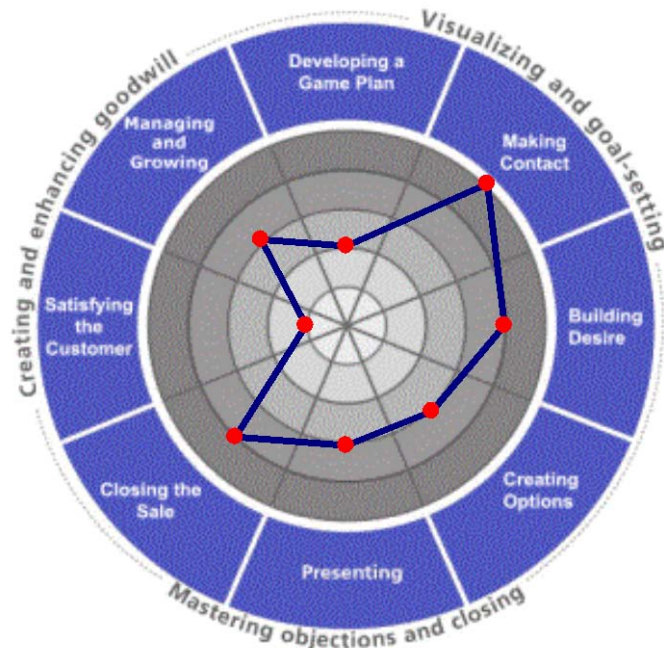 Visualizing and goal-setting
Creating and enhancing goodwill
Mastering objections and closing
Developing a
Game Plan
Making
Contact
Building
Desire
Creating
Options
Presenting
Closing the
Sale
Satisfying
the
Customer
Managing
and
Growing